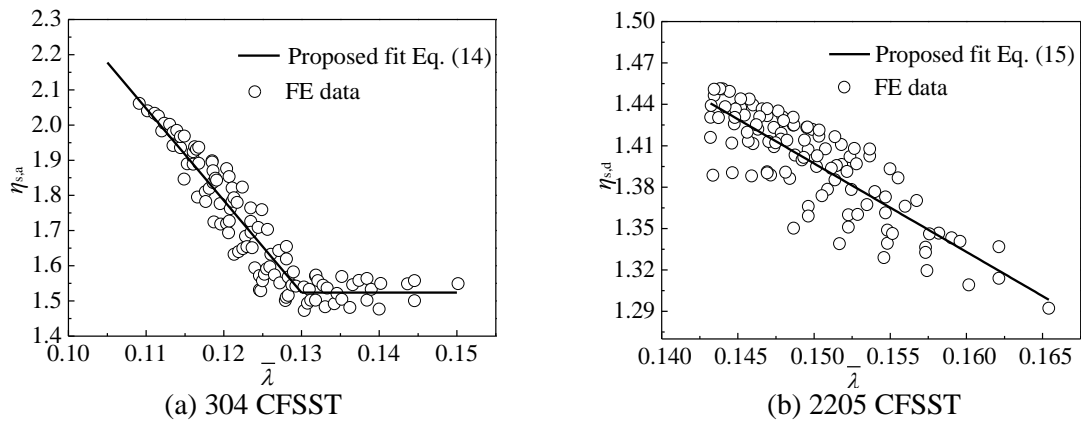 2.3
2.2
2.1
2.0
1.9
1.8
1.7
1.6
1.5
1.4
ηs,a
Proposed fit Eq. (14)
FE data
0.10 0.11 0.12 0.13 0.14 0.15
λ̅
(a) 304 CFSST
1.50
1.47
1.44
1.41
1.38
1.35
1.32
1.29
1.26
ηs,d
Proposed fit Eq. (15)
FE data
0.140 0.145 0.150 0.155 0.160 0.165
λ̅
(b) 2205 CFSST